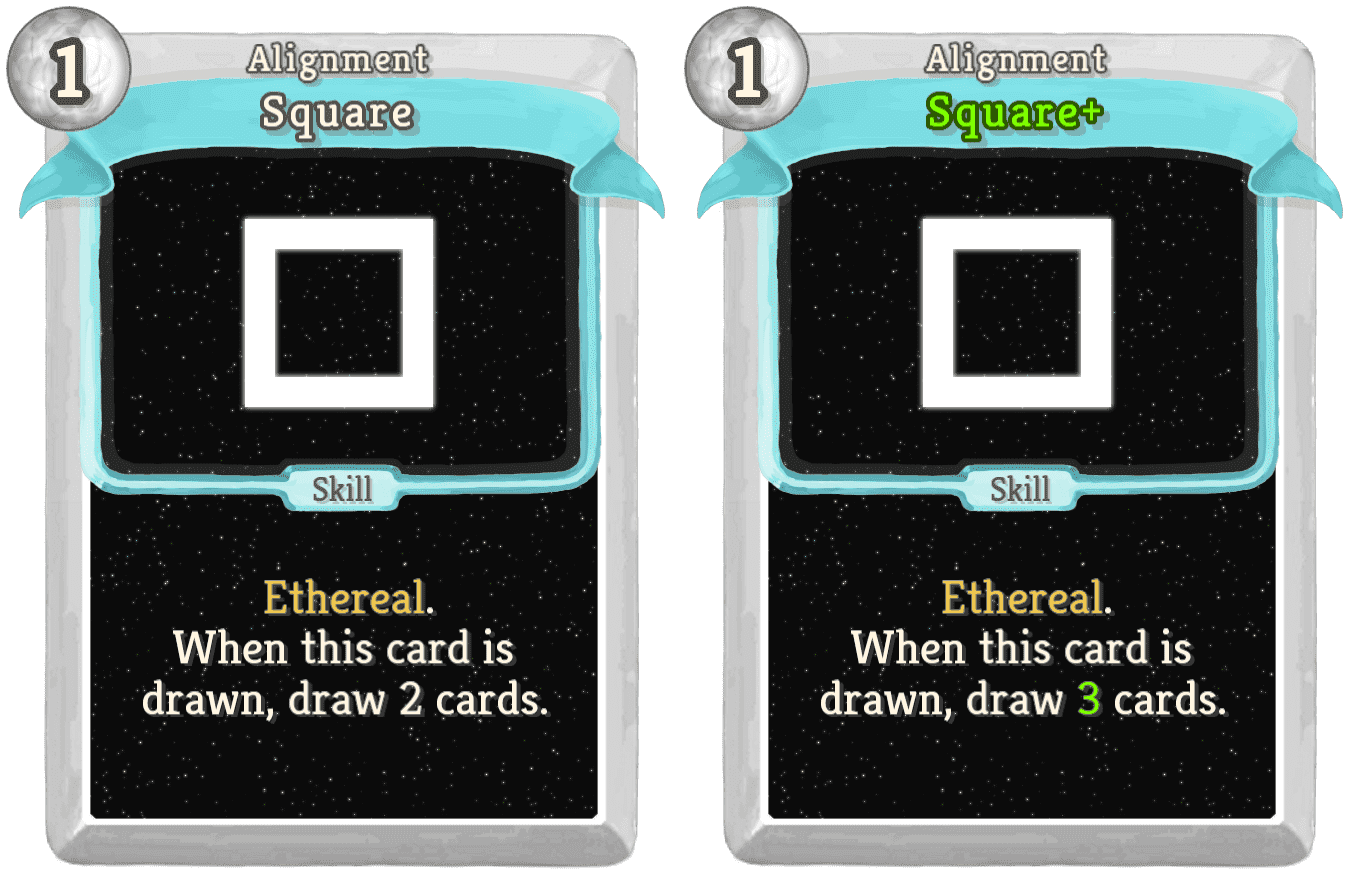 1
Alignment
Square
Skill
Ethereal.
When this card is
drawn, draw 2 cards.
1
Alignment
Square+
Skill
Ethereal.
When this card is
drawn, draw 3 cards.